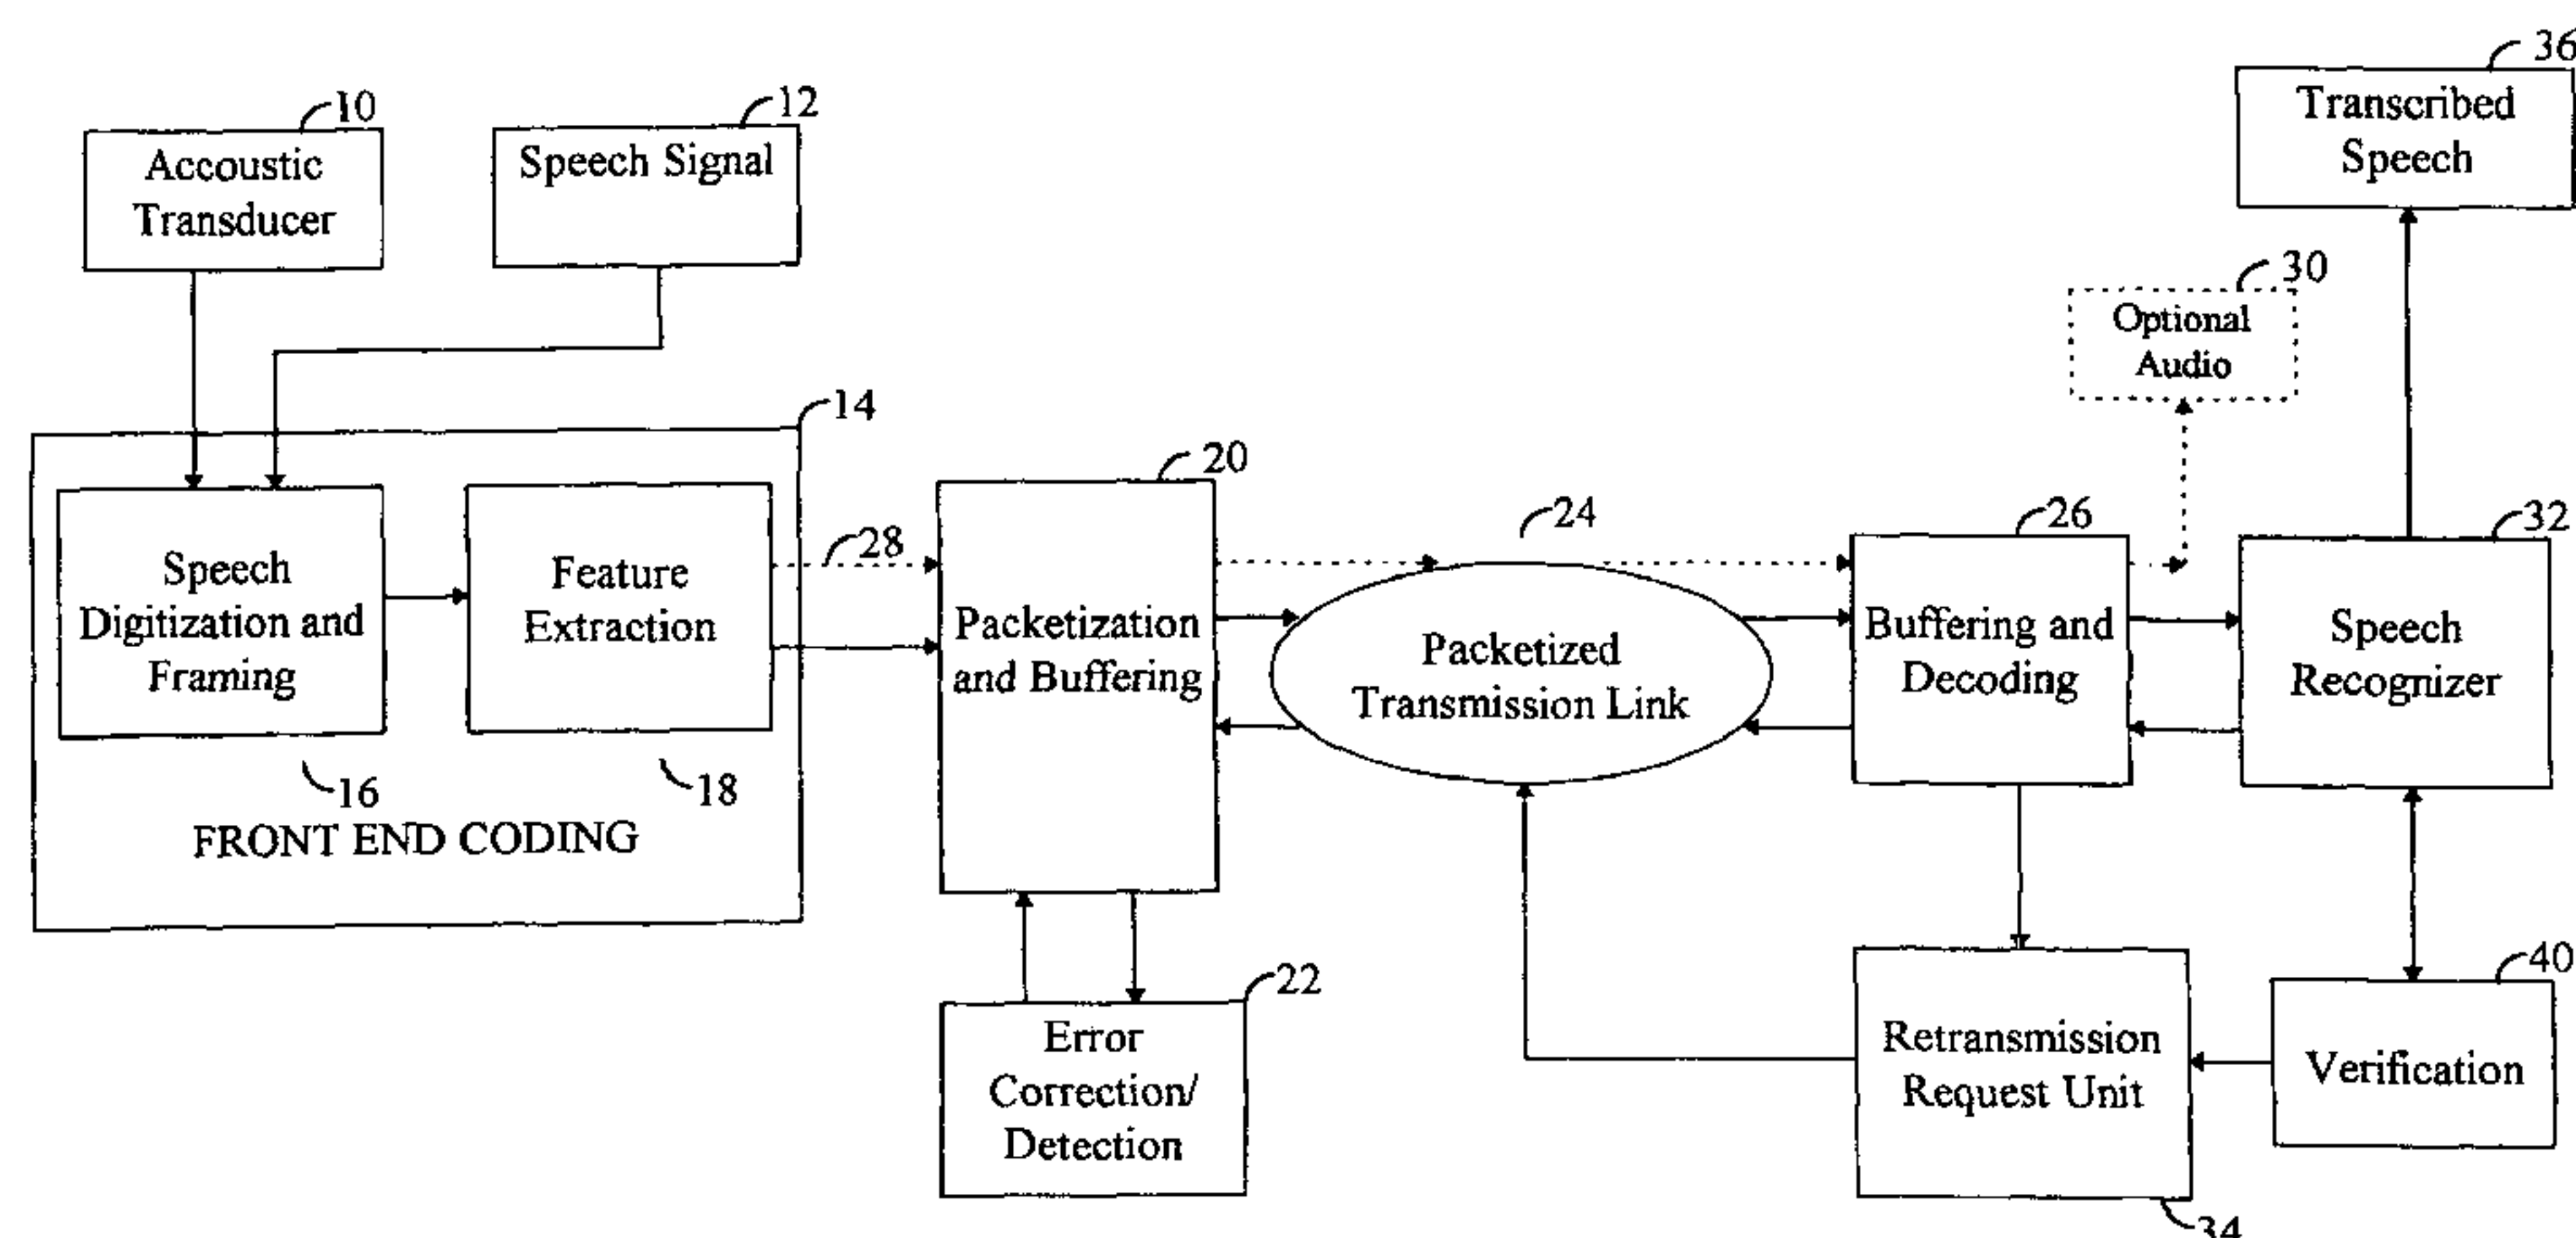 36
Transcribed
Speech
10
Accoustic
Transducer
12
Speech Signal
30
Optional
Audio
14
Speech
Digitization and
Framing
16
Feature
Extraction
18
FRONT END CODING
28
20
Packetization
and Buffering
22
Error
Correction/
Detection
24
Packetized
Transmission Link
26
Buffering and
Decoding
32
Speech
Recognizer
Retransmission
Request Unit
34
40
Verification